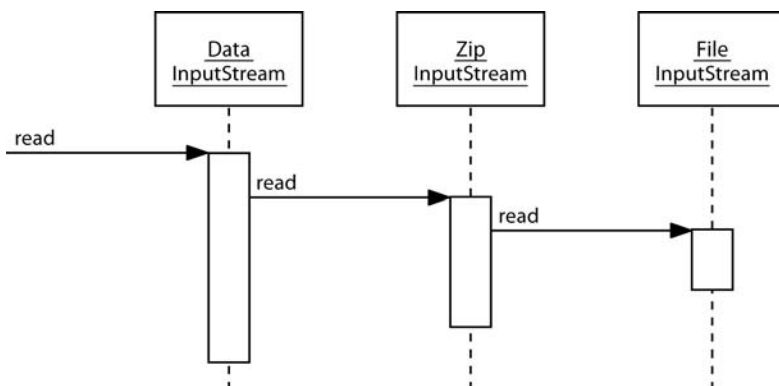 Data
InputStream
Zip
InputStream
File
InputStream
read
read
read